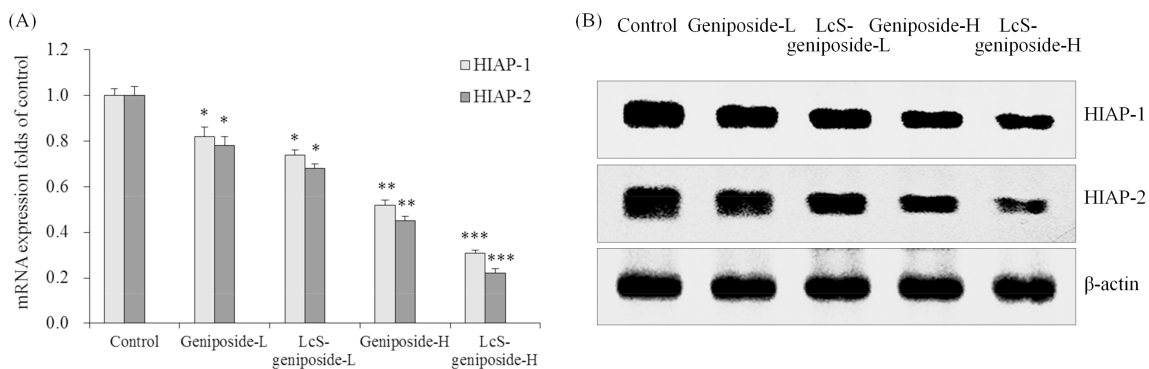 (A)
mRNA expression folds of control
1.2
1.0
0.8
0.6
0.4
0.2
0.0
HIAP-1
HIAP-2
* *
* *
** **
*** ***
Control Geniposide-L LcS- Geniposide-H LcS-
geniposide-L geniposide-H
(B)
Control Geniposide-L LcS- Geniposide-H LcS-
geniposide-L geniposide-H
HIAP-1
HIAP-2
β-actin